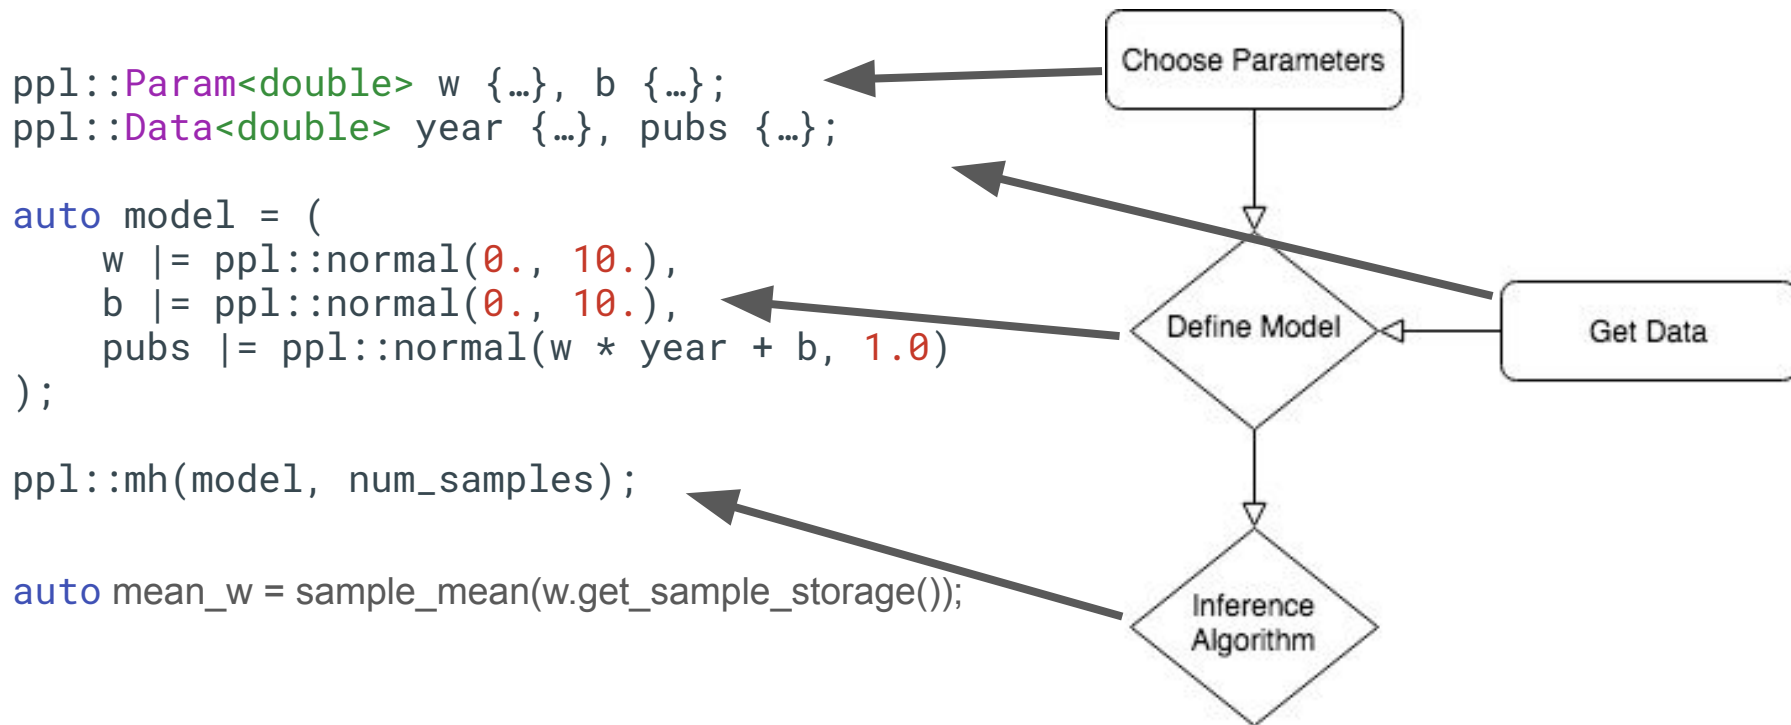 ppl::Param<double> w {…}, b {…};
ppl::Data<double> year {…}, pubs {…};
auto model = (
    w |= ppl::normal(0., 10.),
    b |= ppl::normal(0., 10.),
    pubs |= ppl::normal(w * year + b, 1.0)
);
ppl::mh(model, num_samples);
auto mean_w = sample_mean(w.get_sample_storage());
Choose Parameters
Define Model
Get Data
Inference
Algorithm